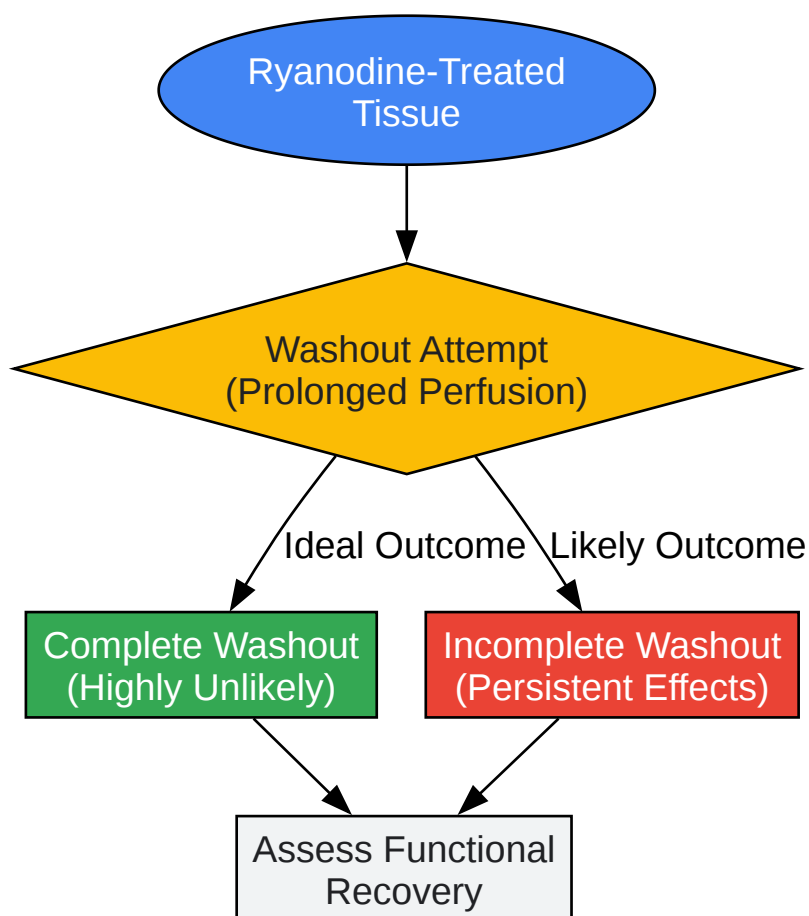 Ryanodine-Treated
Tissue
Washout Attempt
(Prolonged Perfusion)
Ideal Outcome
Likely Outcome
Complete Washout
(Highly Unlikely)
Incomplete Washout
(Persistent Effects)
Assess Functional
Recovery